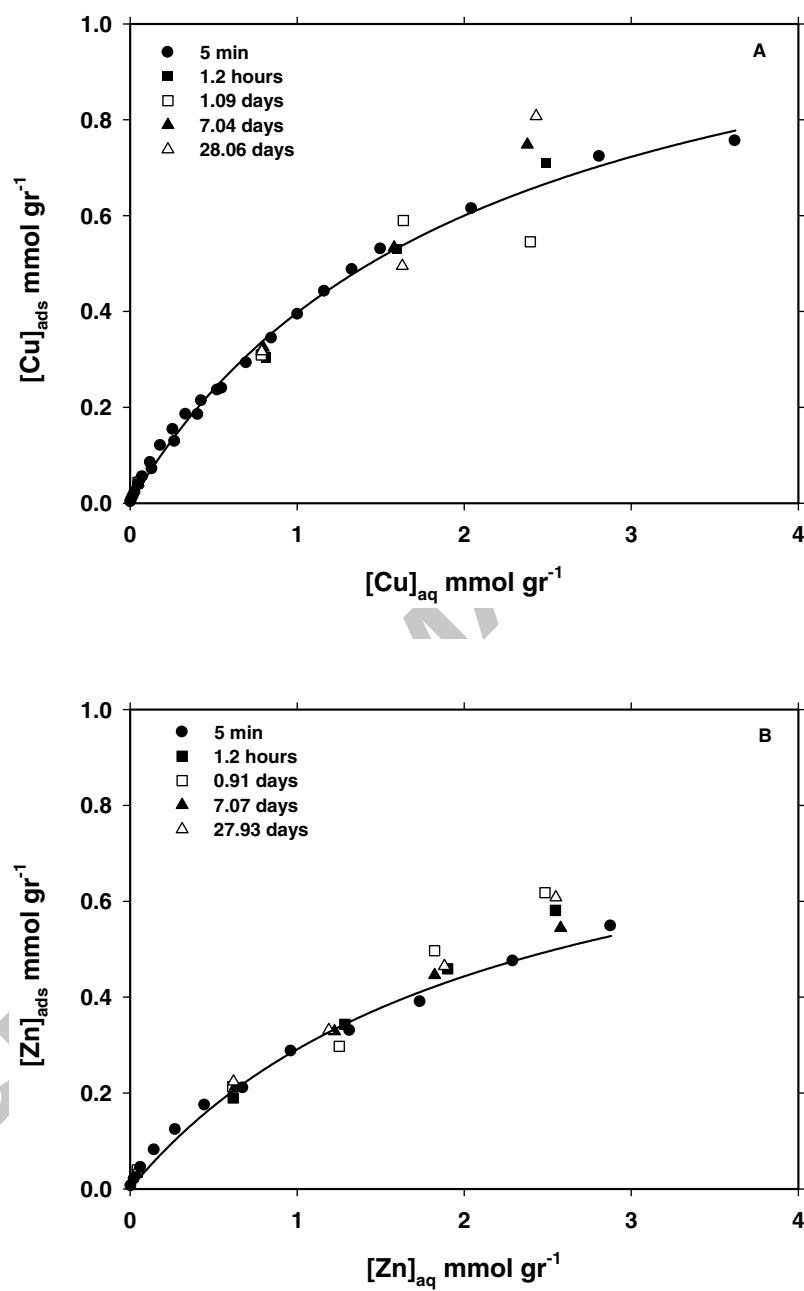 A
5 min
1.2 hours
1.09 days
7.04 days
28.06 days
1.0
0.8
0.6
0.4
0.2
0.0
[Cu]ads mmol gr-1
0 1 2 3 4
[Cu]aq mmol gr-1
B
5 min
1.2 hours
0.91 days
7.07 days
27.93 days
1.0
0.8
0.6
0.4
0.2
0.0
[Zn]ads mmol gr-1
0 1 2 3 4
[Zn]aq mmol gr-1